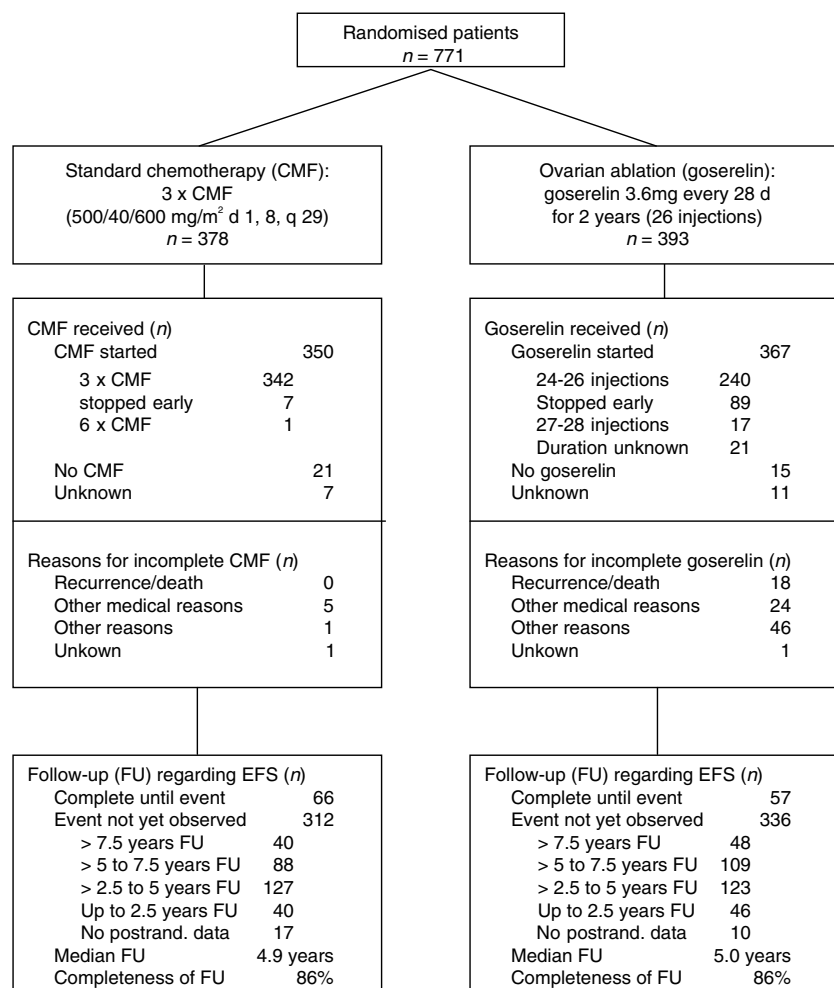 Randomised patients
n = 771
Standard chemotherapy (CMF):
3 x CMF
(500/40/600 mg/m² d 1, 8, q 29)
n = 378
Ovarian ablation (goserelin):
goserelin 3.6mg every 28 d
for 2 years (26 injections)
n = 393
CMF received (n)
CMF started 350
3 x CMF 342
stopped early 7
6 x CMF 1
No CMF 21
Unknown 7
Goserelin received (n)
Goserelin started 367
24-26 injections 240
Stopped early 89
27-28 injections 17
Duration unknown 21
No goserelin 15
Unknown 11
Reasons for incomplete CMF (n)
Recurrence/death 0
Other medical reasons 5
Other reasons 1
Unkown 1
Reasons for incomplete goserelin (n)
Recurrence/death 18
Other medical reasons 24
Other reasons 46
Unkown 1
Follow-up (FU) regarding EFS (n)
Complete until event 66
Event not yet observed 312
> 7.5 years FU 40
> 5 to 7.5 years FU 88
> 2.5 to 5 years FU 127
Up to 2.5 years FU 40
No postrand. data 17
Median FU 4.9 years
Completeness of FU 86%
Follow-up (FU) regarding EFS (n)
Complete until event 57
Event not yet observed 336
> 7.5 years FU 48
> 5 to 7.5 years FU 109
> 2.5 to 5 years FU 123
Up to 2.5 years FU 46
No postrand. data 10
Median FU 5.0 years
Completeness of FU 86%